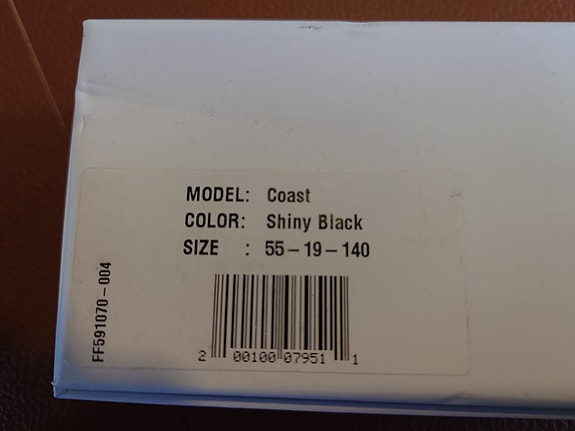 MODEL: Coast
COLOR: Shiny Black
SIZE : 55-19-140
FF591070-004
2 00100 07951 1